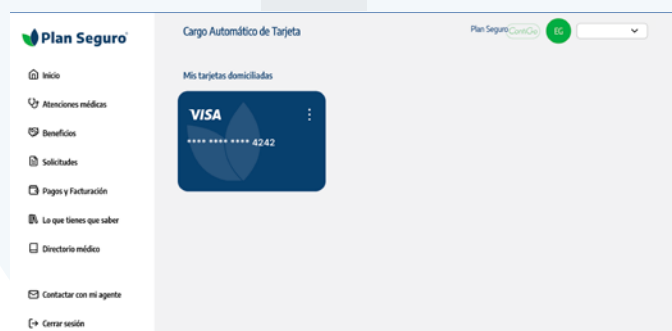 Plan Seguro
Cargo Automático de Tarjeta
Plan Seguro ContiGo
EG
Inicio
Atenciones médicas
Beneficios
Solicitudes
Pagos y Facturación
Lo que tienes que saber
Directorio médico
Contactar con mi agente
Cerrar sesión
Mis tarjetas domiciliadas
VISA
**** **** **** 4242